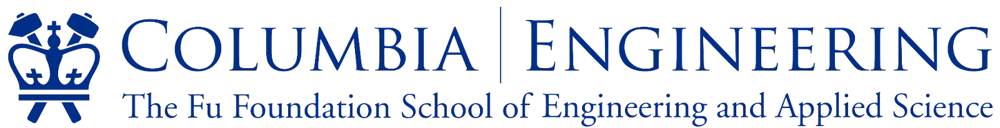 COLUMBIA | ENGINEERING
The Fu Foundation School of Engineering and Applied Science